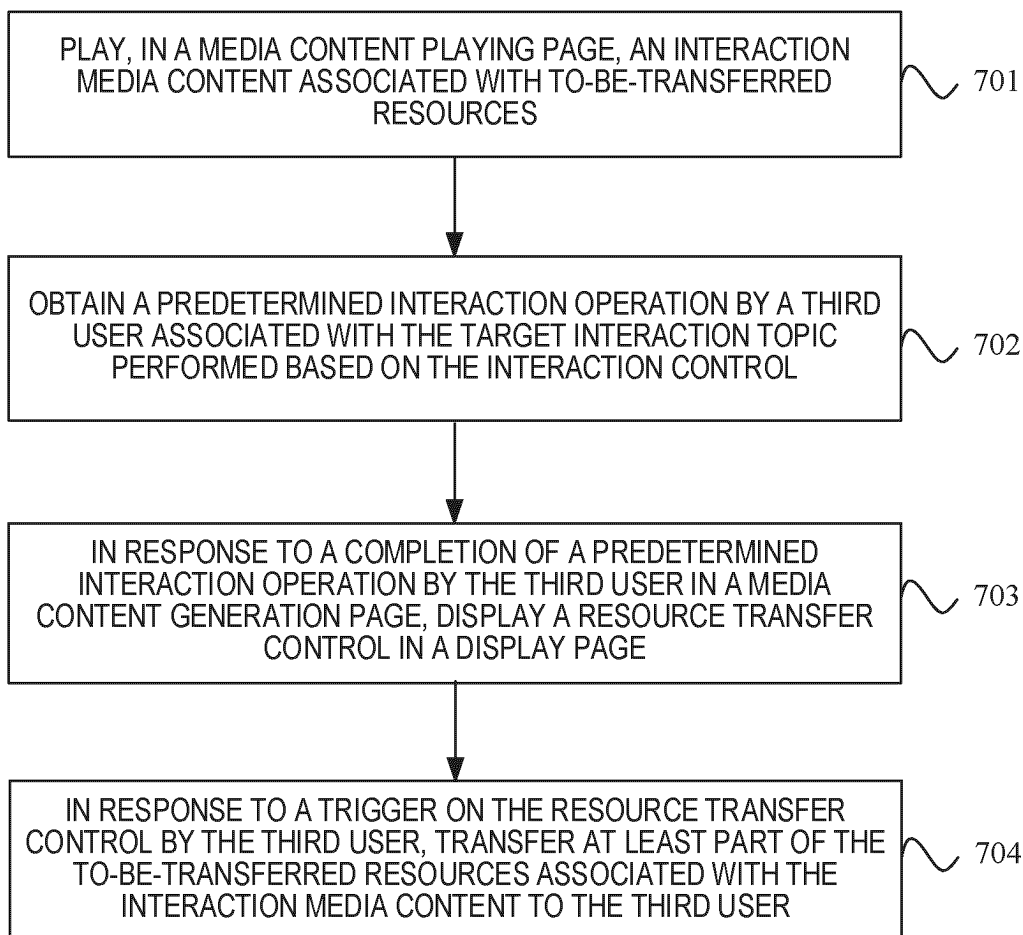 PLAY, IN A MEDIA CONTENT PLAYING PAGE, AN INTERACTION
MEDIA CONTENT ASSOCIATED WITH TO-BE-TRANSFERRED
RESOURCES
701
OBTAIN A PREDETERMINED INTERACTION OPERATION BY A THIRD
USER ASSOCIATED WITH THE TARGET INTERACTION TOPIC
PERFORMED BASED ON THE INTERACTION CONTROL
702
IN RESPONSE TO A COMPLETION OF A PREDETERMINED
INTERACTION OPERATION BY THE THIRD USER IN A MEDIA
CONTENT GENERATION PAGE, DISPLAY A RESOURCE TRANSFER
CONTROL IN A DISPLAY PAGE
703
IN RESPONSE TO A TRIGGER ON THE RESOURCE TRANSFER
CONTROL BY THE THIRD USER, TRANSFER AT LEAST PART OF THE
TO-BE-TRANSFERRED RESOURCES ASSOCIATED WITH THE
INTERACTION MEDIA CONTENT TO THE THIRD USER
704